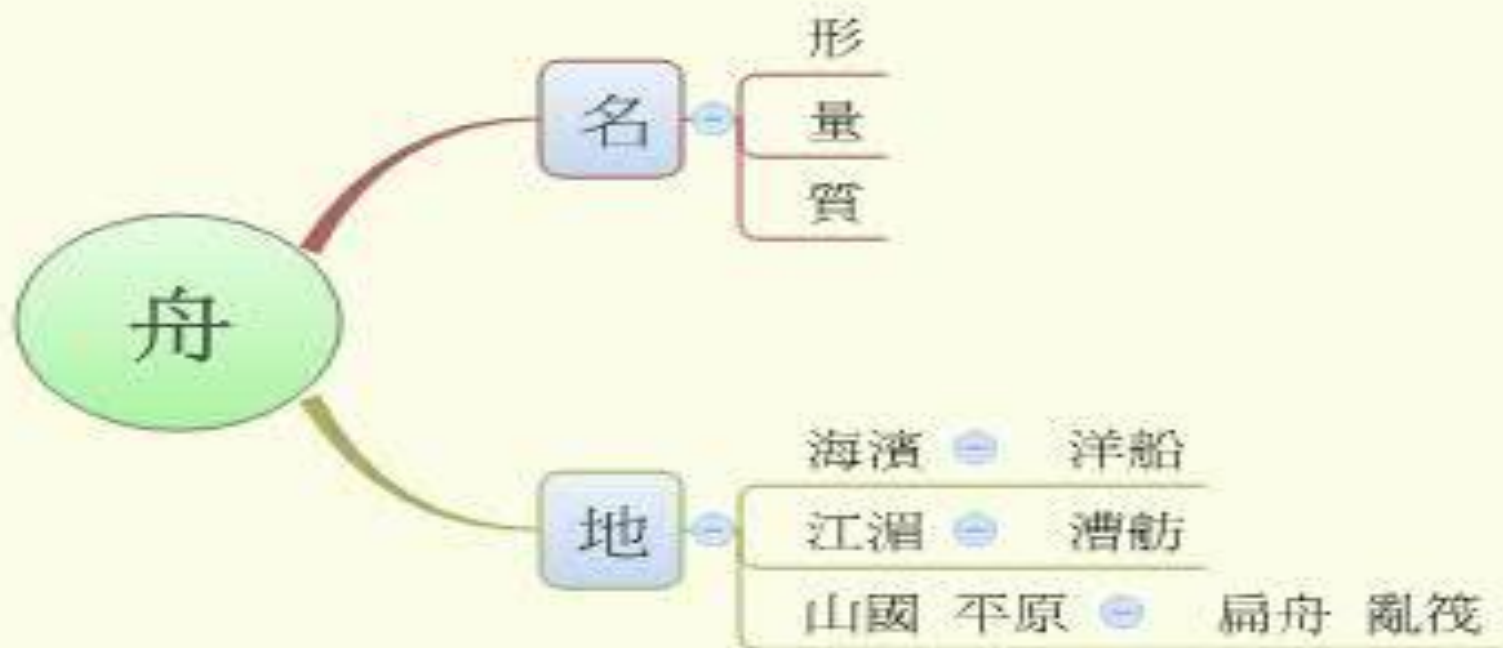 舟
名
形
量
質
地
海濱 洋船
江湄 漕舫
山國 平原 扁舟 亂筏